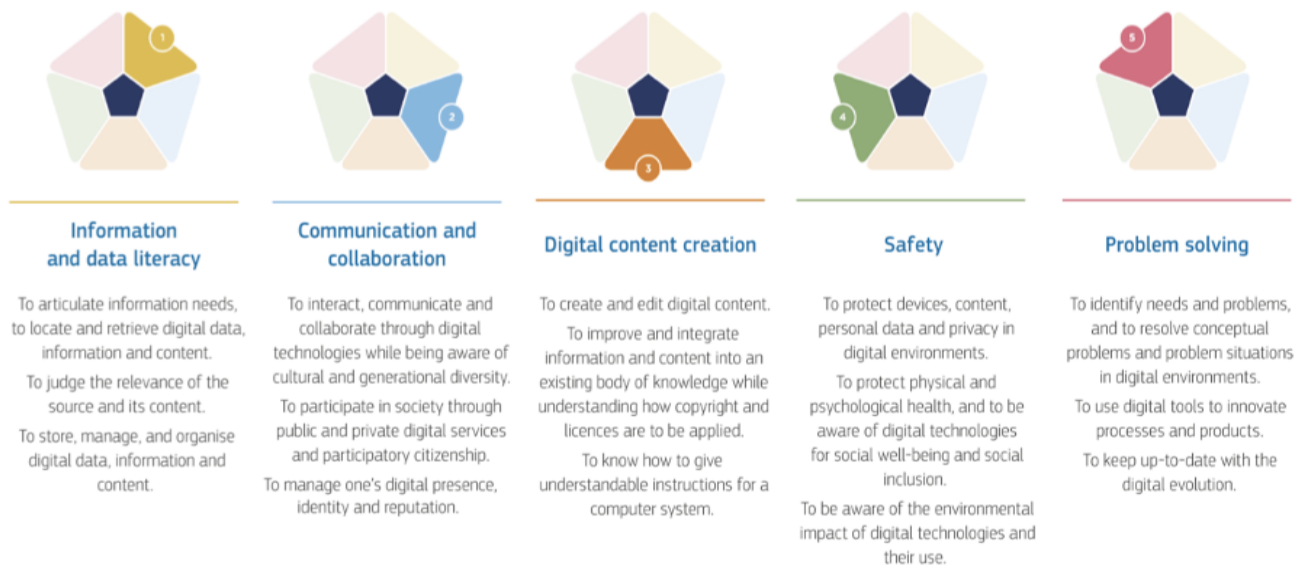 1
2
3
4
5
Information
and data literacy
To articulate information needs,
to locate and retrieve digital data,
information and content.
To judge the relevance of the
source and its content.
To store, manage, and organise
digital data, information and
content.
Communication and
collaboration
To interact, communicate and
collaborate through digital
technologies while being aware of
cultural and generational diversity.
To participate in society through
public and private digital services
and participatory citizenship.
To manage one's digital presence,
identity and reputation.
Digital content creation
To create and edit digital content.
To improve and integrate
information and content into an
existing body of knowledge while
understanding how copyright and
licences are to be applied.
To know how to give
understandable instructions for a
computer system.
Safety
To protect devices, content,
personal data and privacy in
digital environments.
To protect physical and
psychological health, and to be
aware of digital technologies
for social well-being and social
inclusion.
To be aware of the environmental
impact of digital technologies and
their use.
Problem solving
To identify needs and problems,
and to resolve conceptual
problems and problem situations
in digital environments.
To use digital tools to innovate
processes and products.
To keep up-to-date with the
digital evolution.